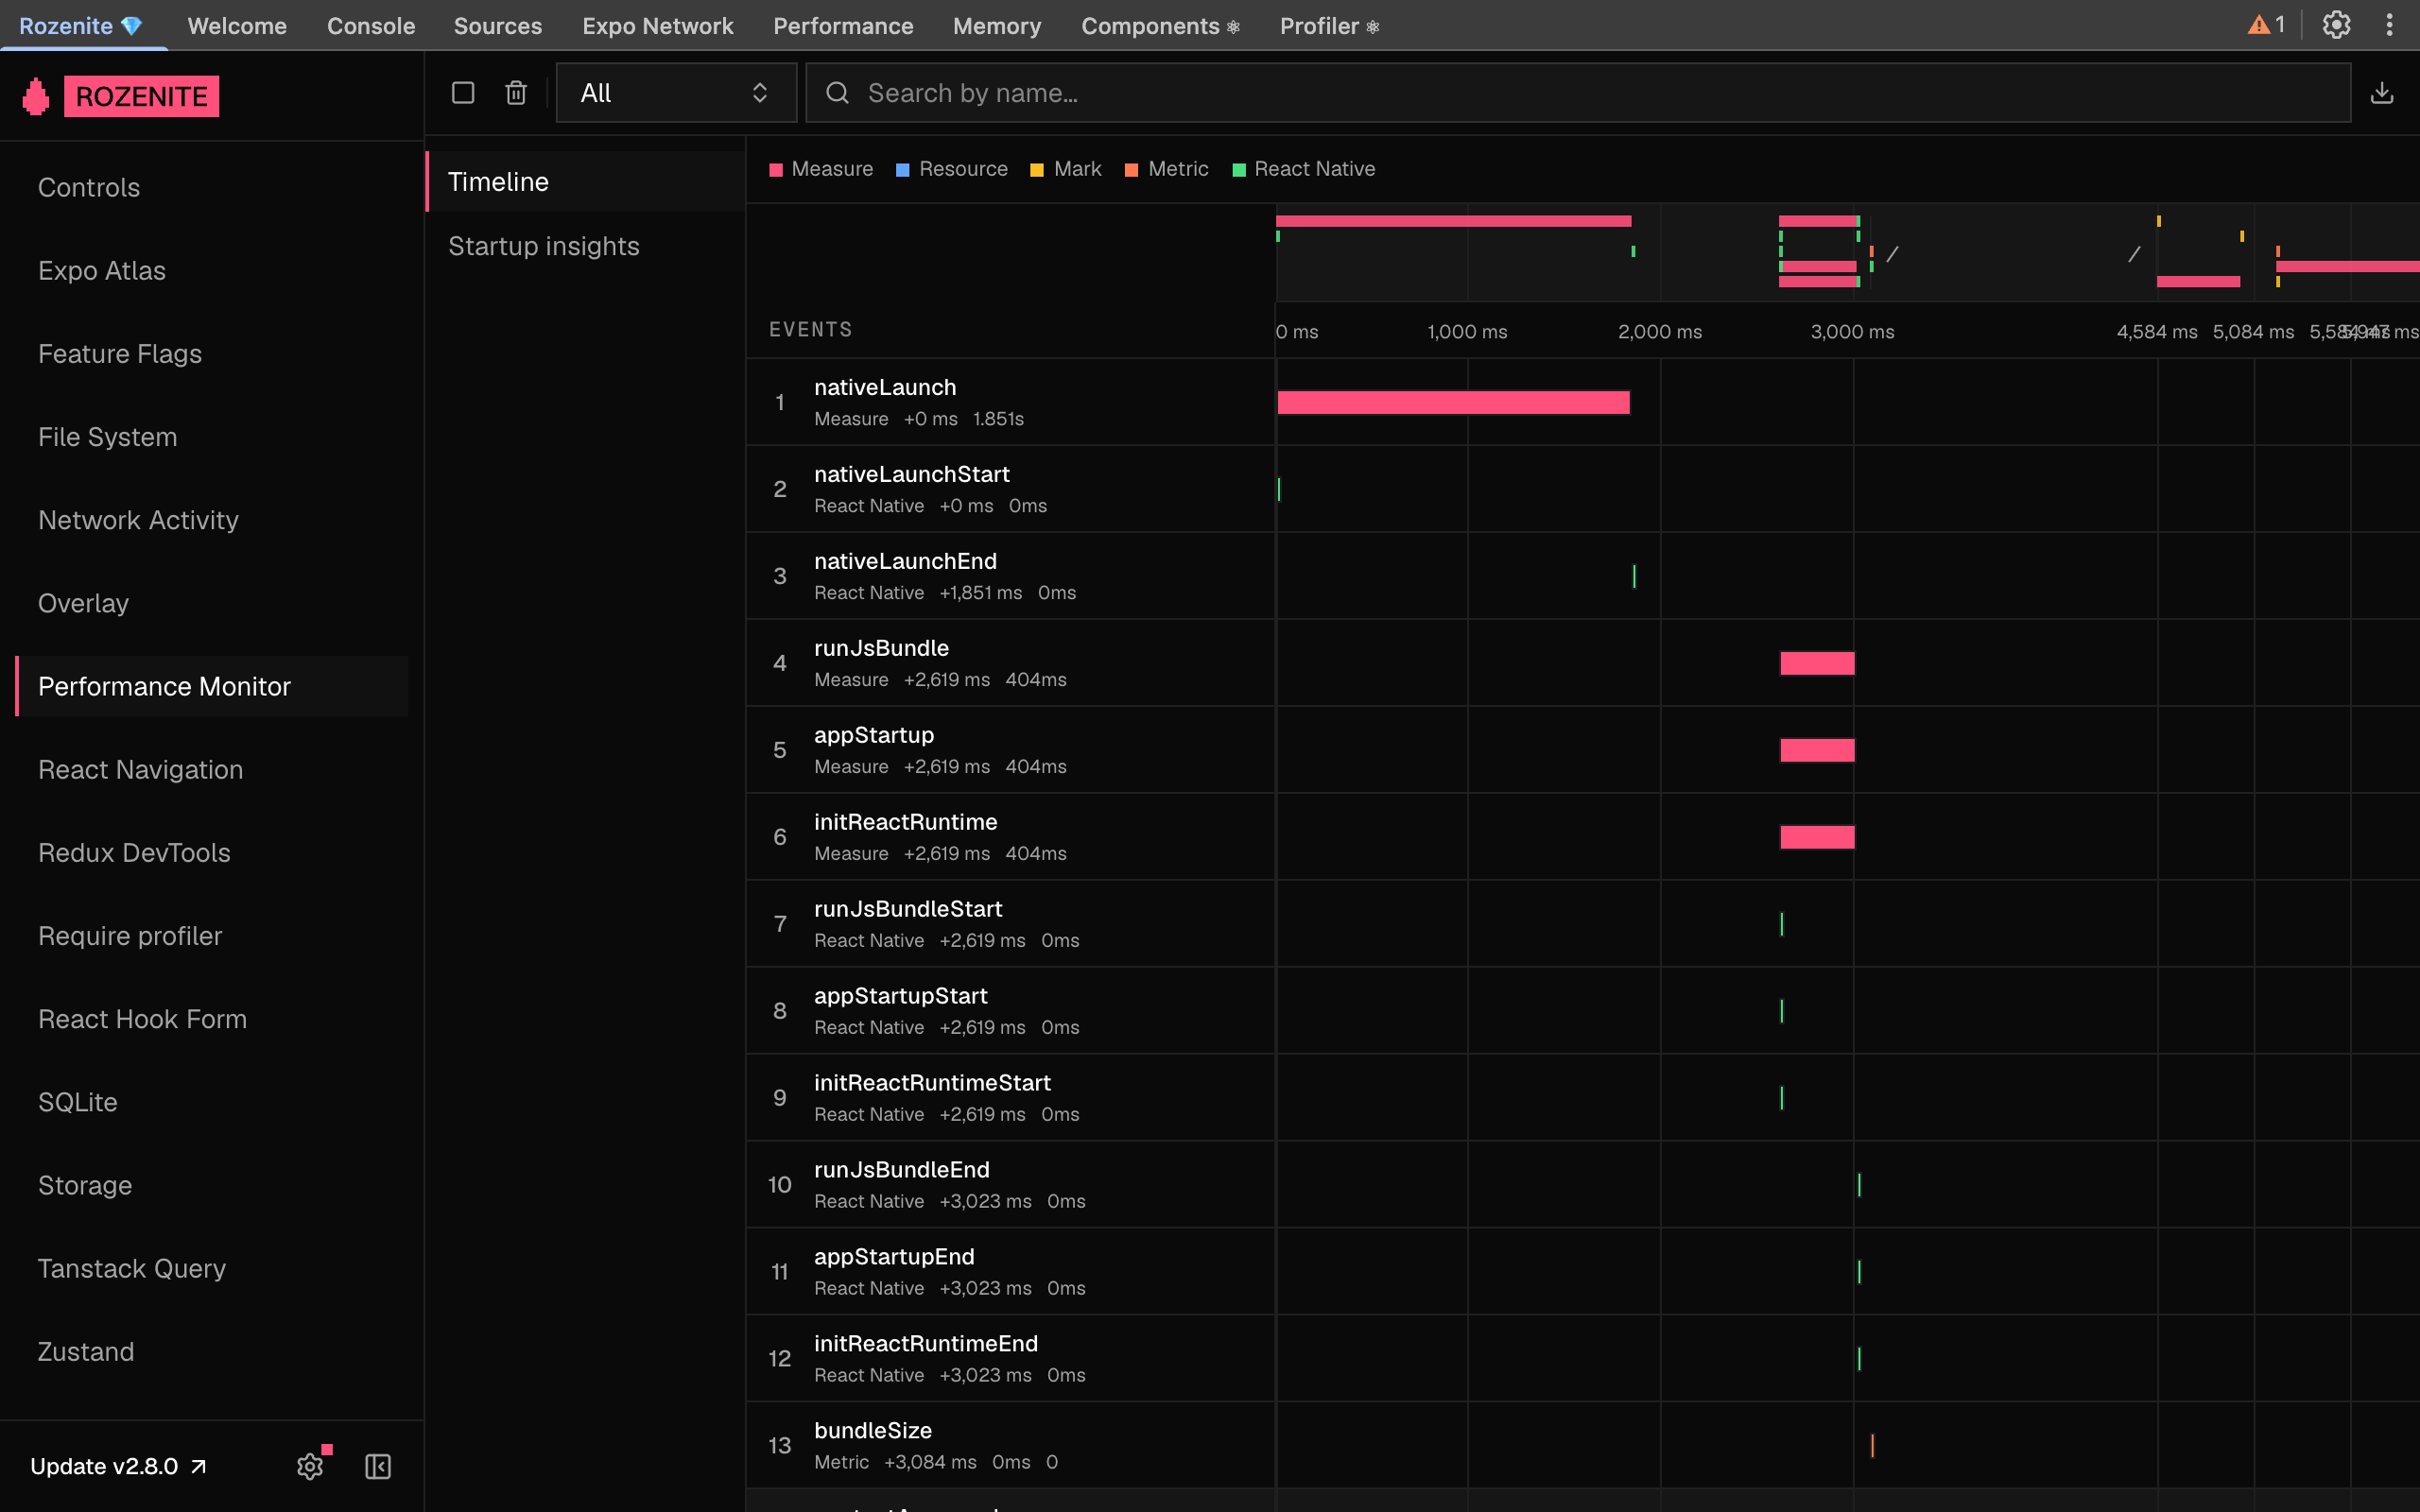 Rozenite 💎 Welcome Console Sources Expo Network Performance Memory Components ⚛ Profiler ⚛ 1
ROZENITE
All
Search by name...
Controls
Expo Atlas
Feature Flags
File System
Network Activity
Overlay
Performance Monitor
React Navigation
Redux DevTools
Require profiler
React Hook Form
SQLite
Storage
Tanstack Query
Zustand
Update v2.8.0
Timeline
Startup insights
Measure Resource Mark Metric React Native
EVENTS
0 ms 1,000 ms 2,000 ms 3,000 ms 4,584 ms 5,084 ms
1
nativeLaunch
Measure +0 ms 1.851s
2
nativeLaunchStart
React Native +0 ms 0ms
3
nativeLaunchEnd
React Native +1,851 ms 0ms
4
runJsBundle
Measure +2,619 ms 404ms
5
appStartup
Measure +2,619 ms 404ms
6
initReactRuntime
Measure +2,619 ms 404ms
7
runJsBundleStart
React Native +2,619 ms 0ms
8
appStartupStart
React Native +2,619 ms 0ms
9
initReactRuntimeStart
React Native +2,619 ms 0ms
10
runJsBundleEnd
React Native +3,023 ms 0ms
11
appStartupEnd
React Native +3,023 ms 0ms
12
initReactRuntimeEnd
React Native +3,023 ms 0ms
13
bundleSize
Metric +3,084 ms 0ms 0